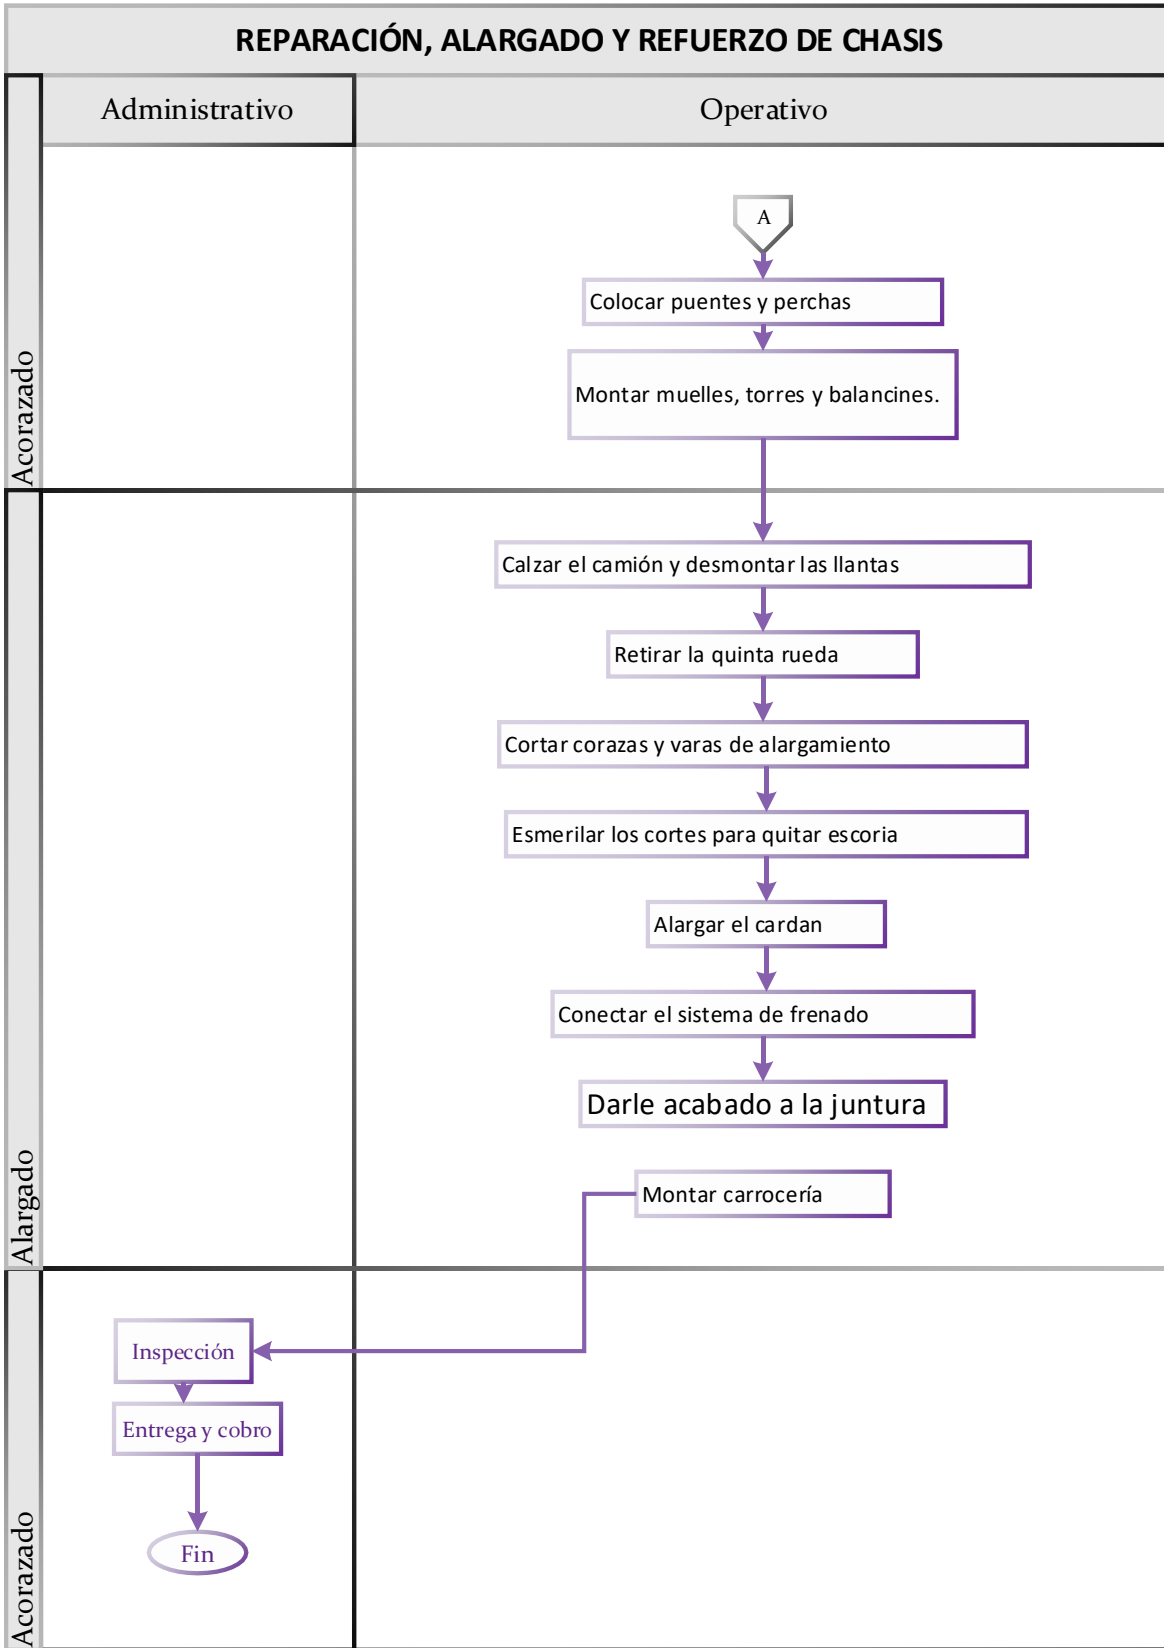 REPARACIÓN, ALARGADO Y REFUERZO DE CHASIS
Administrativo
Operativo
Acorazado
A
Colocar puentes y perchas
Montar muelles, torres y balancines.
Alargado
Calzar el camión y desmontar las llantas
Retirar la quinta rueda
Cortar corazas y varas de alargamiento
Esmerilar los cortes para quitar escoria
Alargar el cardan
Conectar el sistema de frenado
Darle acabado a la juntura
Montar carrocería
Acorazado
Inspección
Entrega y cobro
Fin